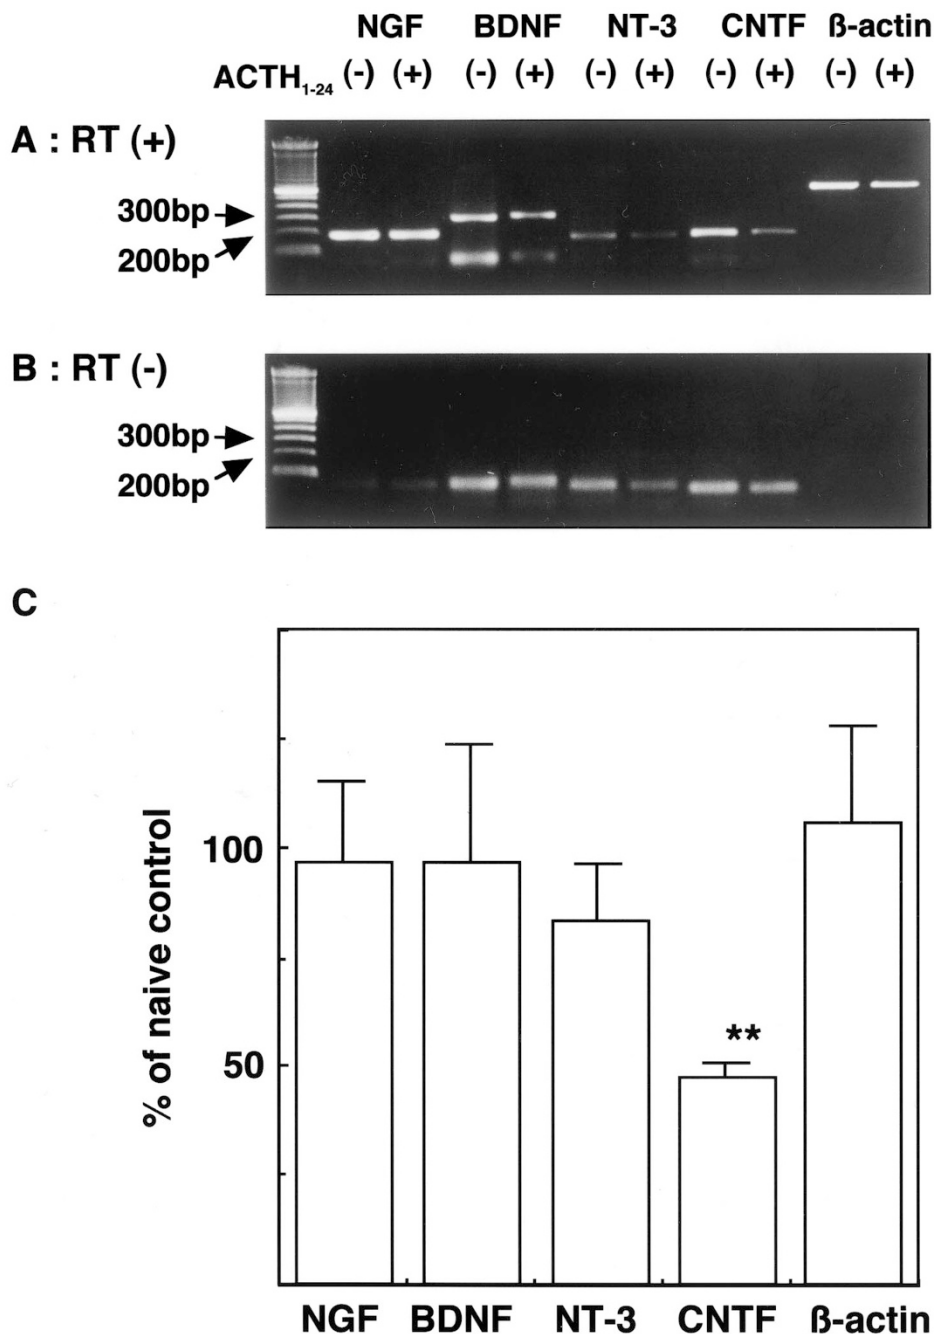 NGF BDNF NT-3 CNTF ß-actin
ACTH1-24 (-) (+) (-) (+) (-) (+) (-) (+) (-) (+)
A : RT (+)
300bp
200bp
B : RT (-)
300bp
200bp
C
% of naive control
100
50
**
NGF BDNF NT-3 CNTF ß-actin